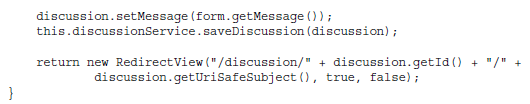 discussion.setMessage(form.getMessage());
this.discussionService.saveDiscussion(discussion);
return new RedirectView("/discussion/" + discussion.getId() + "/" +
discussion.getUriSafeSubject(), true, false);
}